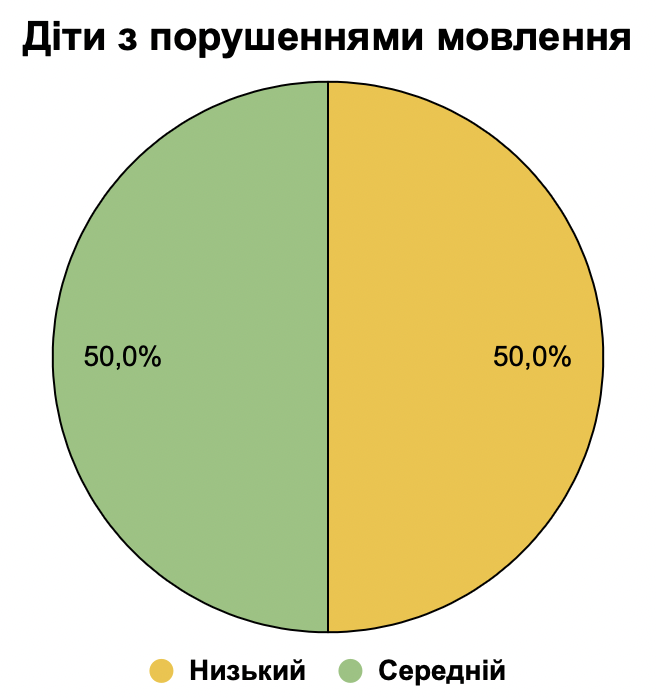 Діти з порушеннями мовлення
50,0% 50,0%
Низький Середній